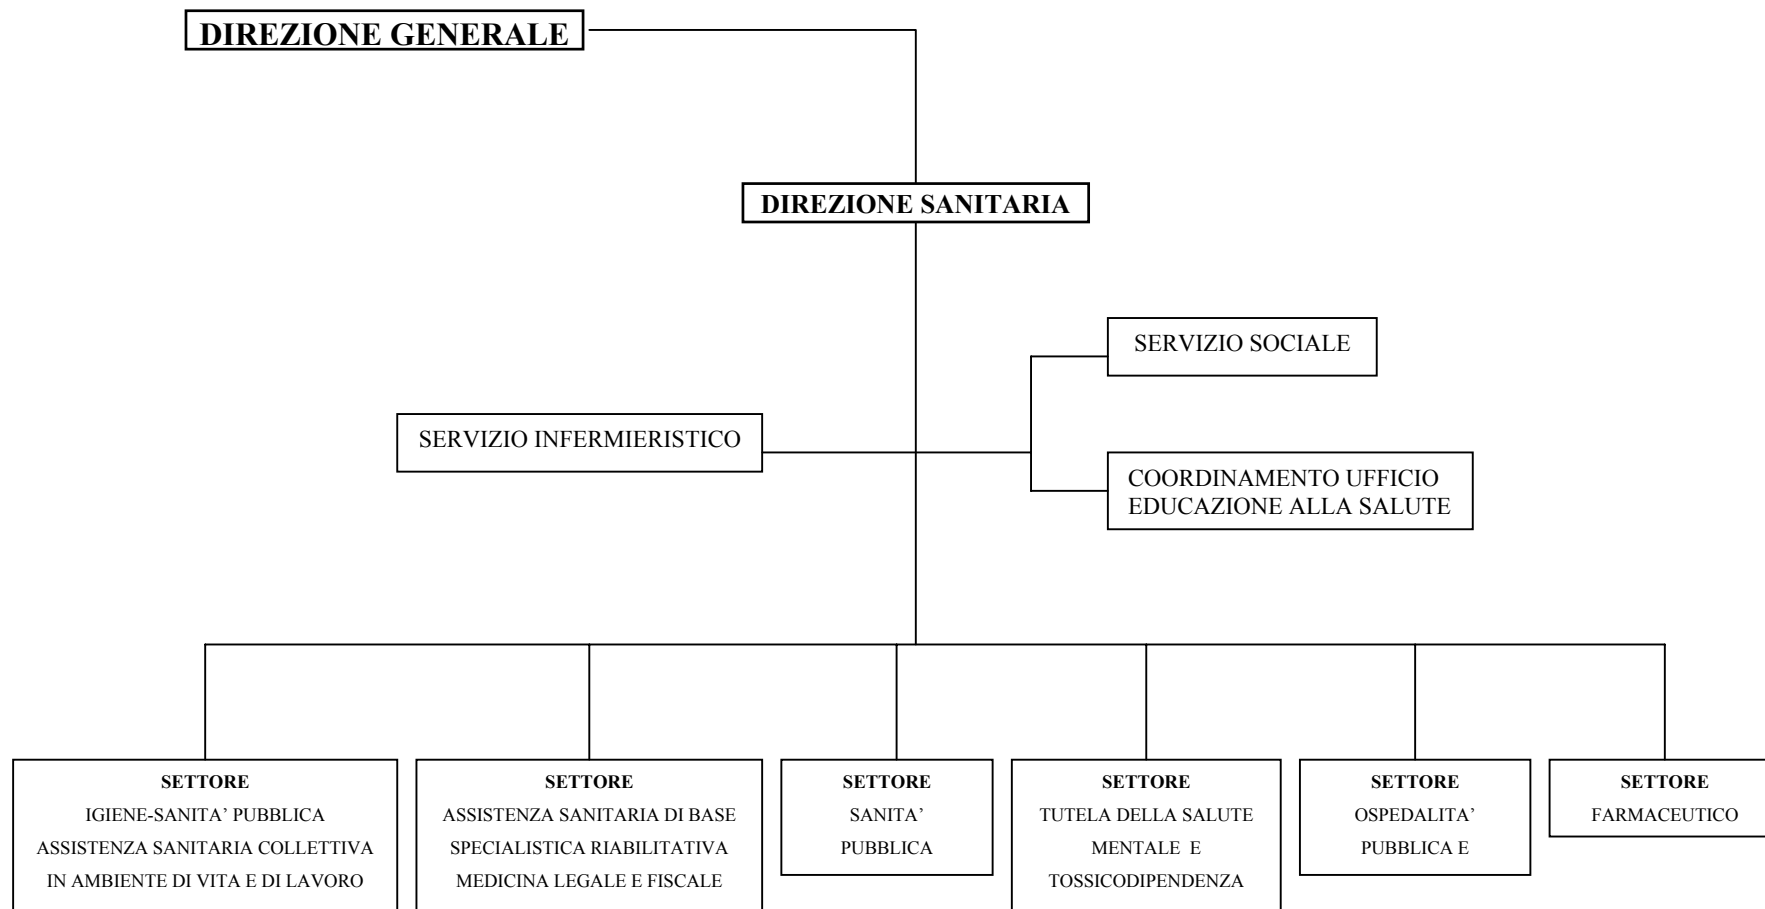 DIREZIONE GENERALE
DIREZIONE SANITARIA
SERVIZIO SOCIALE
SERVIZIO INFERMIERISTICO
COORDINAMENTO UFFICIO
EDUCAZIONE ALLA SALUTE
SETTORE
IGIENE-SANITA’ PUBBLICA
ASSISTENZA SANITARIA COLLETTIVA
IN AMBIENTE DI VITA E DI LAVORO
SETTORE
ASSISTENZA SANITARIA DI BASE
SPECIALISTICA RIABILITATIVA
MEDICINA LEGALE E FISCALE
SETTORE
SANITA’
PUBBLICA
SETTORE
TUTELA DELLA SALUTE
MENTALE E
TOSSICODIPENDENZA
SETTORE
OSPEDALITA’
PUBBLICA E
SETTORE
FARMACEUTICO